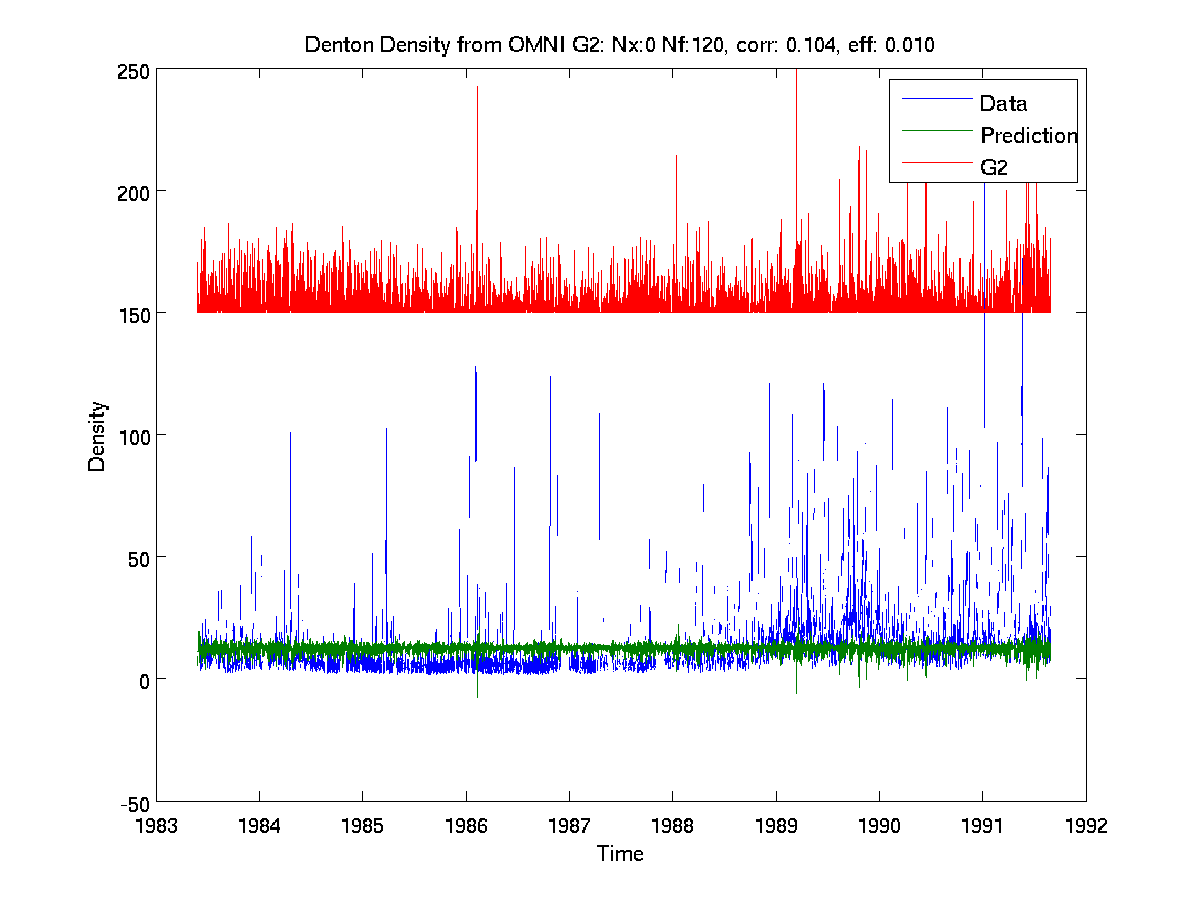 Denton Density from OMNI G2: Nx:0 Nf:120, corr: 0.104, eff: 0.010
250
200
150
100
50
0
-50
Density
Data
Prediction
G2
1983 1984 1985 1986 1987 1988 1989 1990 1991 1992
Time